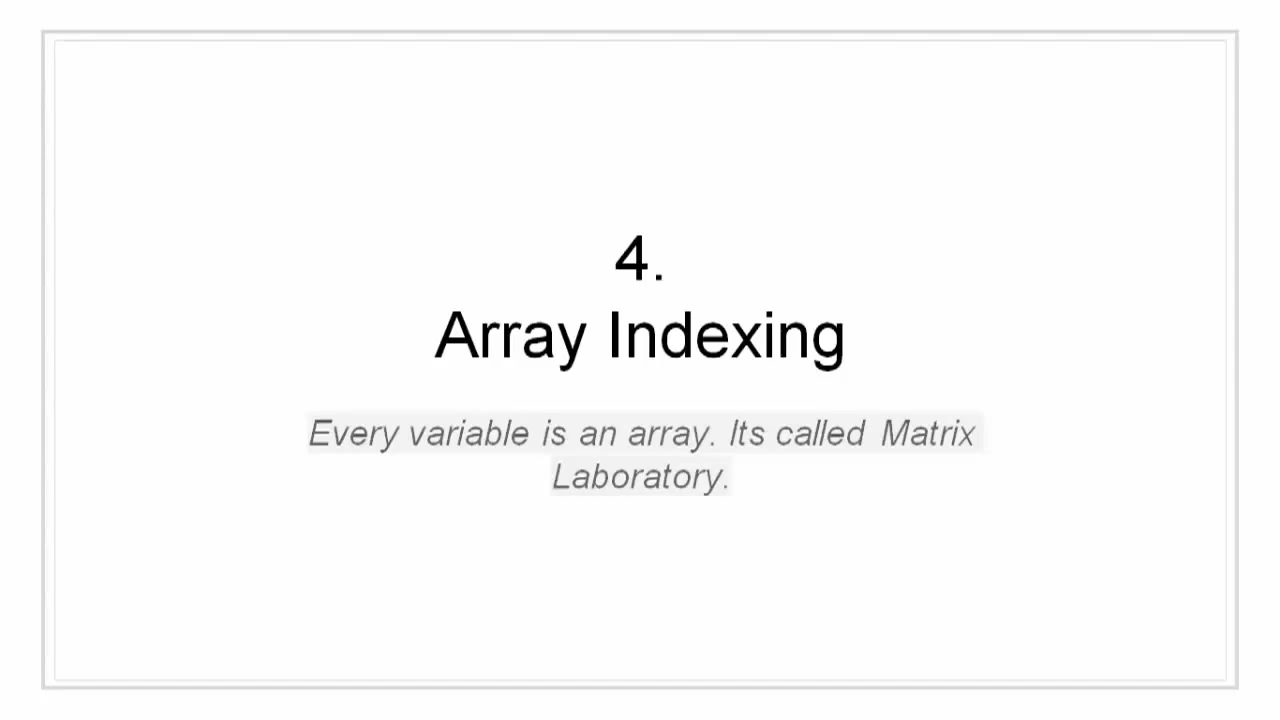 4.
Array Indexing
Every variable is an array. Its called Matrix
Laboratory.